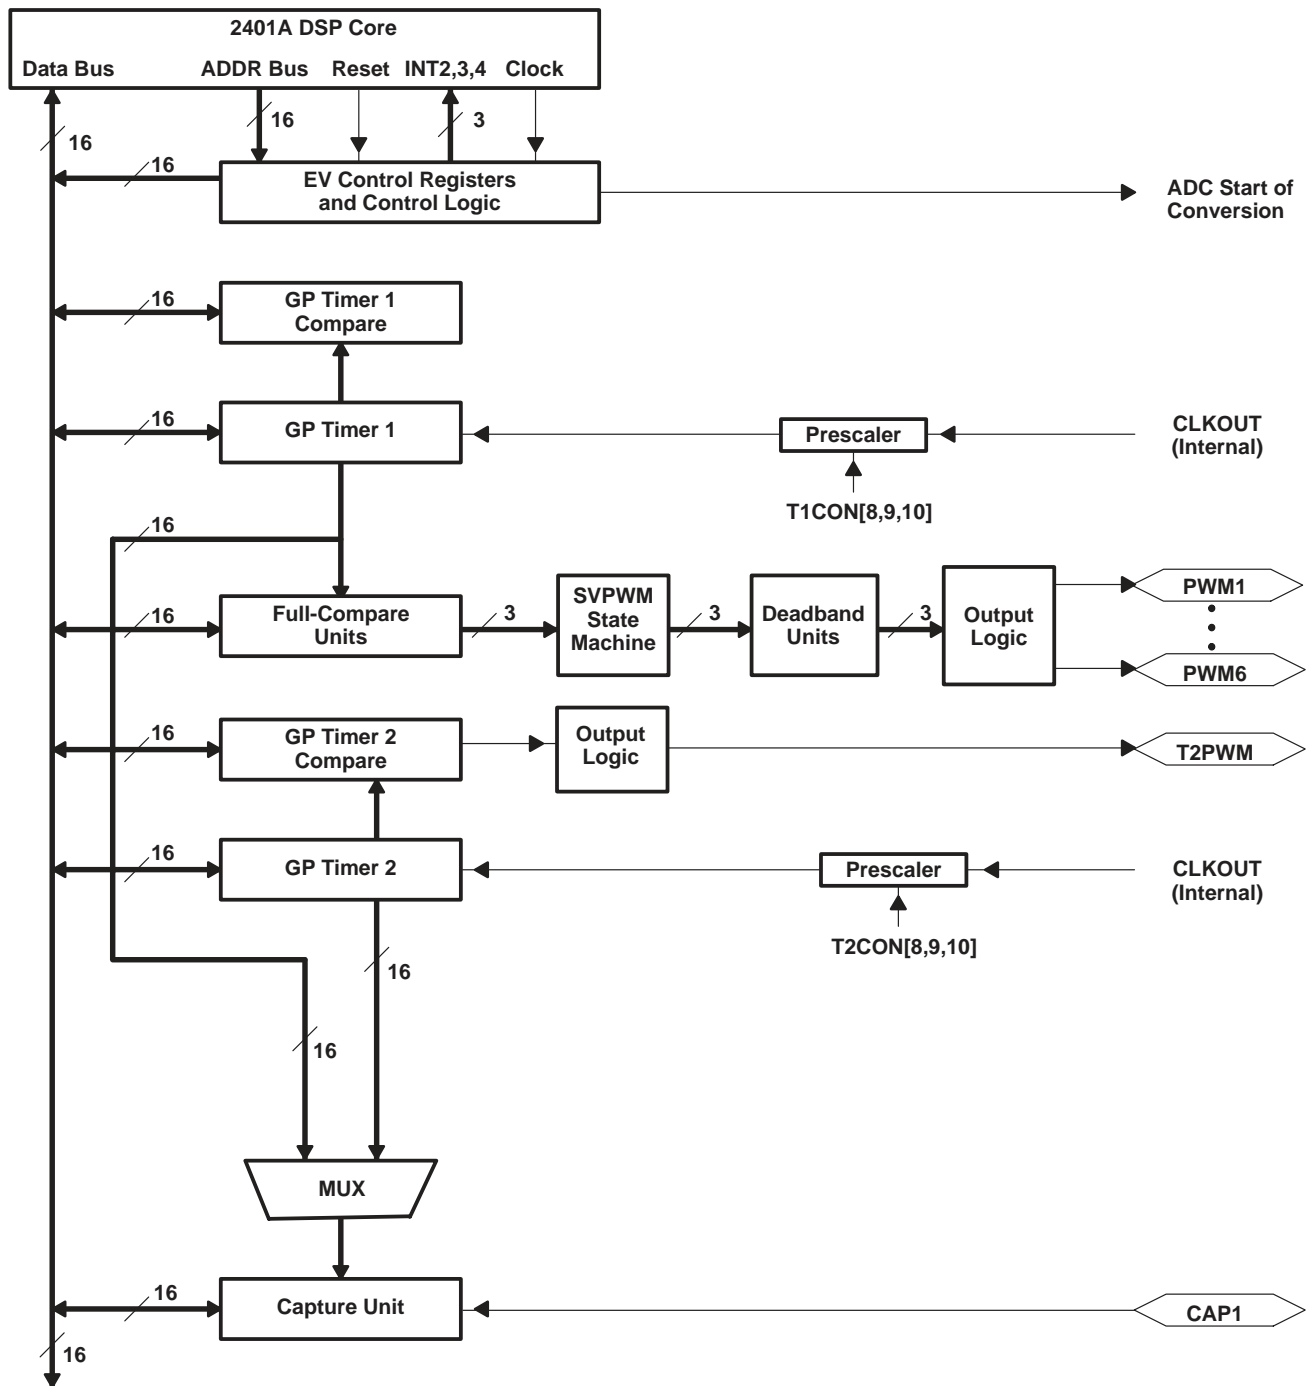 2401A DSP Core
Data Bus ADDR Bus Reset INT2,3,4 Clock
16
3
16
16
EV Control Registers
and Control Logic
ADC Start of
Conversion
16
GP Timer 1
Compare
16
GP Timer 1
Prescaler
CLKOUT
(Internal)
T1CON[8,9,10]
16
16
Full-Compare
Units
3
SVPWM
State
Machine
3
Deadband
Units
3
Output
Logic
PWM1
PWM6
16
GP Timer 2
Compare
Output
Logic
T2PWM
16
GP Timer 2
Prescaler
CLKOUT
(Internal)
T2CON[8,9,10]
16
16
MUX
16
Capture Unit
CAP1
16